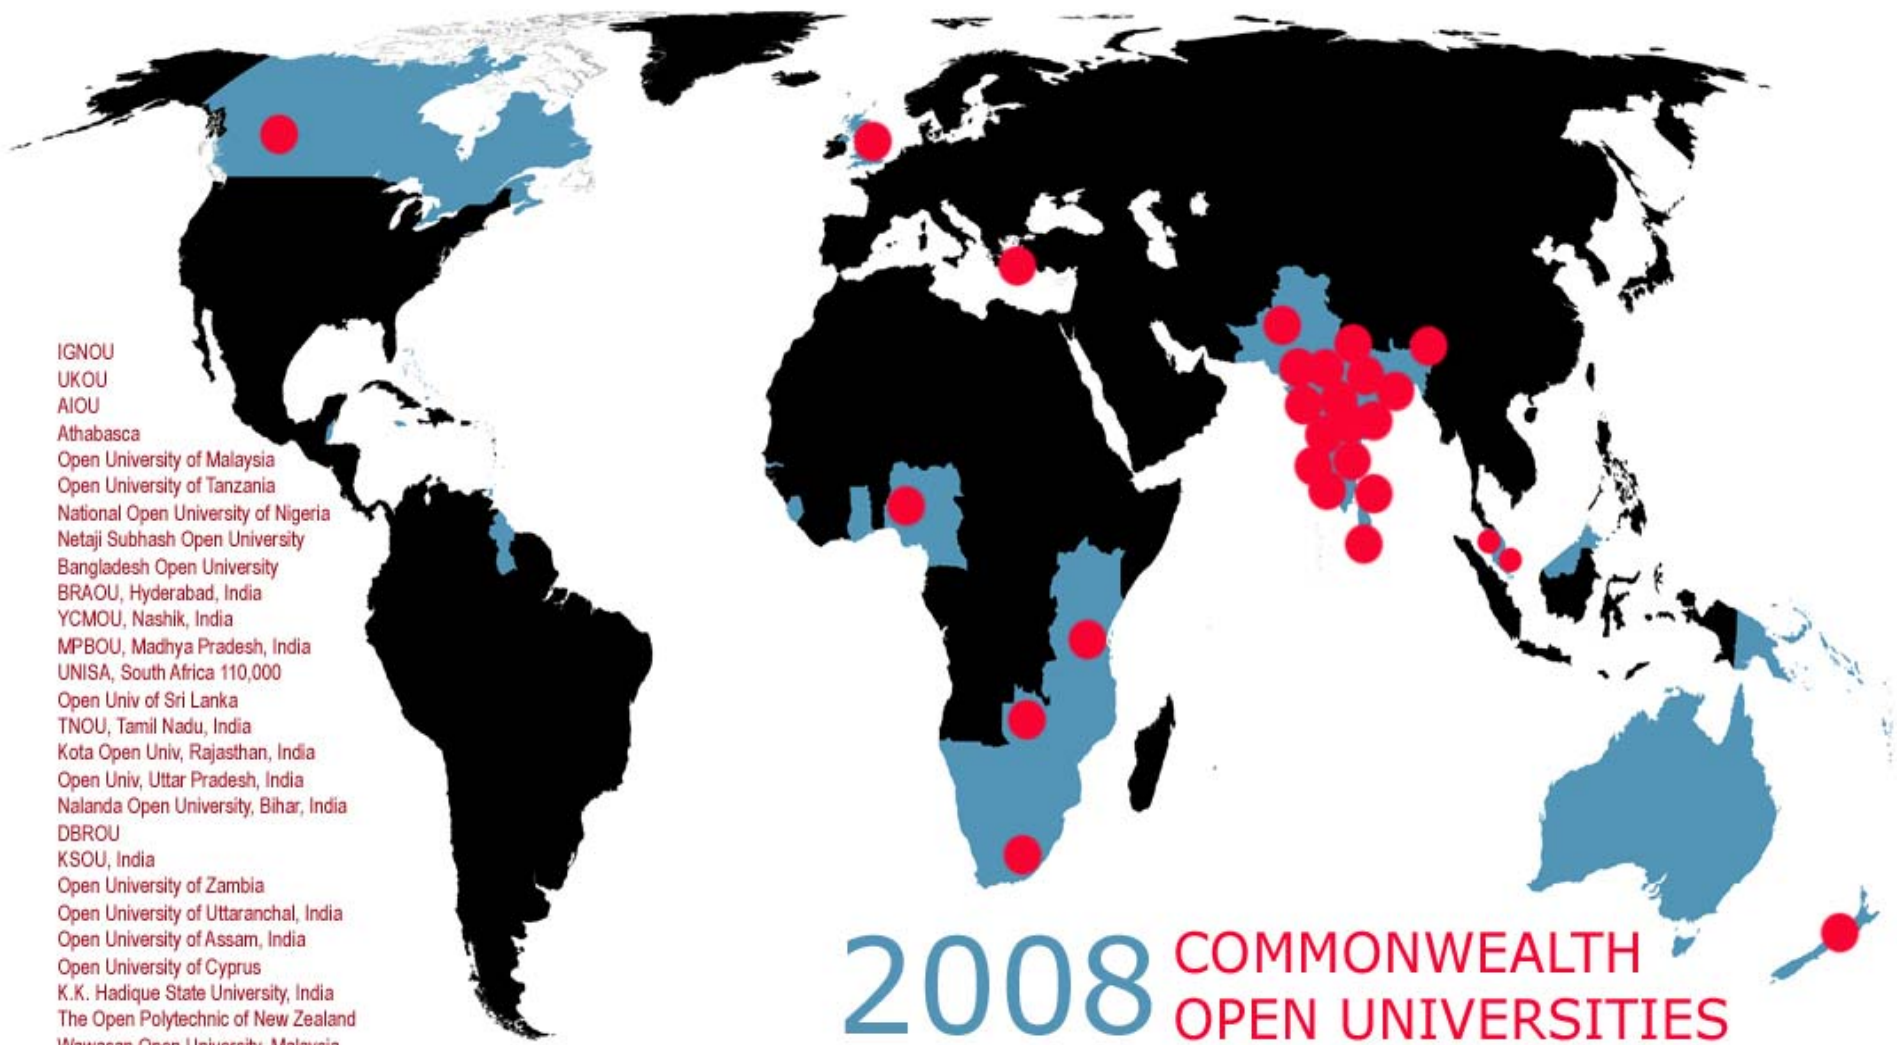 IGNOU
UKOU
AIOU
Athabasca
Open University of Malaysia
Open University of Tanzania
National Open University of Nigeria
Netaji Subhash Open University
Bangladesh Open University
BRAOU, Hyderabad, India
YCMOU, Nashik, India
MPBOU, Madhya Pradesh, India
UNISA, South Africa 110,000
Open Univ of Sri Lanka
TNOU, Tamil Nadu, India
Kota Open Univ, Rajasthan, India
Open Univ, Uttar Pradesh, India
Nalanda Open University, Bihar, India
DBROU
KSOU, India
Open University of Zambia
Open University of Uttaranchal, India
Open University of Assam, India
Open University of Cyprus
K.K. Hadique State University, India
The Open Polytechnic of New Zealand
Wawasan Open University, Malaysia
2008 COMMONWEALTH
OPEN UNIVERSITIES